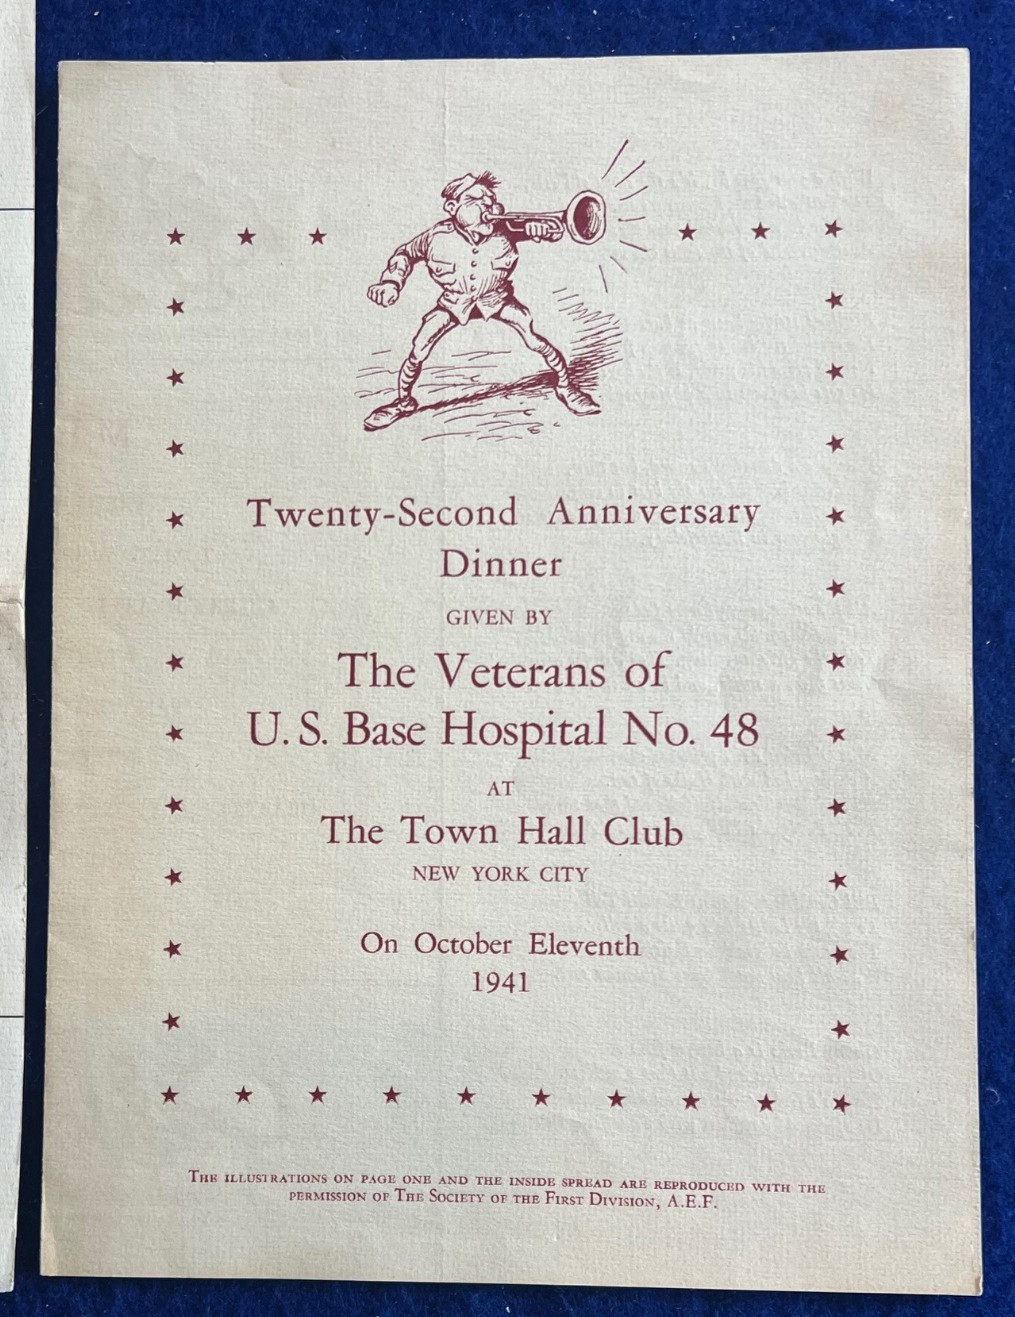 Twenty-Second Anniversary
Dinner
GIVEN BY
The Veterans of
U. S. Base Hospital No. 48
AT
The Town Hall Club
NEW YORK CITY
On October Eleventh
1941
THE ILLUSTRATIONS ON PAGE ONE AND THE INSIDE SPREAD ARE REPRODUCED WITH THE
PERMISSION OF THE SOCIETY OF THE FIRST DIVISION, A.E.F.